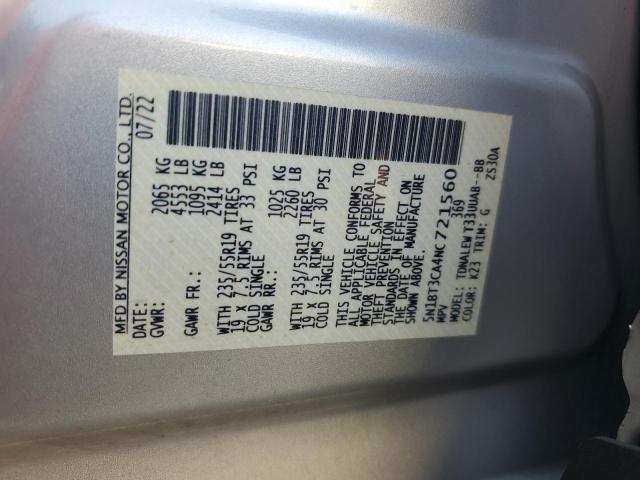 MFD BY NISSAN MOTOR CO., LTD.
DATE: 07/22
GVWR: 2065 KG
4553 LB
GAWR FR: 1095 KG
2414 LB
WITH 235/55R19 TIRES
19 X 7.5 RIMS AT 33 PSI
COLD SINGLE
GAWR RR: 1025 KG
2260 LB
WITH 235/55R19 TIRES
19 X 7.5 RIMS AT 30 PSI
COLD SINGLE
THIS VEHICLE CONFORMS TO
ALL APPLICABLE FEDERAL
MOTOR VEHICLE SAFETY AND
THEFT PREVENTION
STANDARDS IN EFFECT ON
THE DATE OF MANUFACTURE
SHOWN ABOVE.
5N1BT3CA4NC721560
MPV 369
MODEL: TDNALEW T33QUAB--BB
COLOR: K23 TRIM: G 2S30A